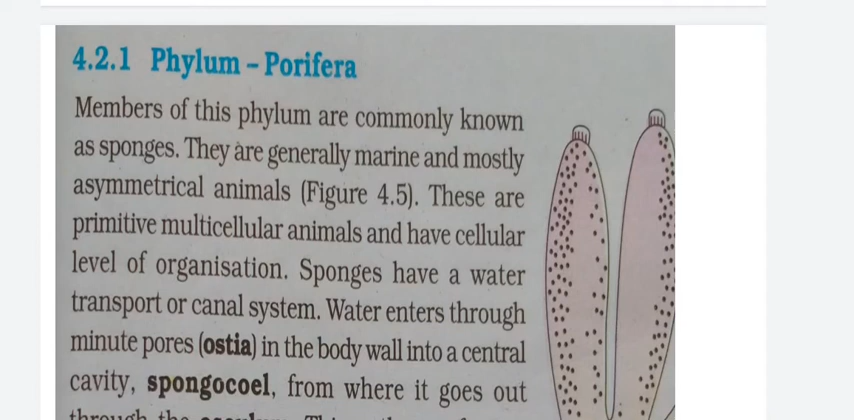 4.2.1 Phylum – Porifera
Members of this phylum are commonly known
as sponges. They are generally marine and mostly
asymmetrical animals (Figure 4.5). These are
primitive multicellular animals and have cellular
level of organisation. Sponges have a water
transport or canal system. Water enters through
minute pores (ostia) in the body wall into a central
cavity, spongocoel, from where it goes out
through the